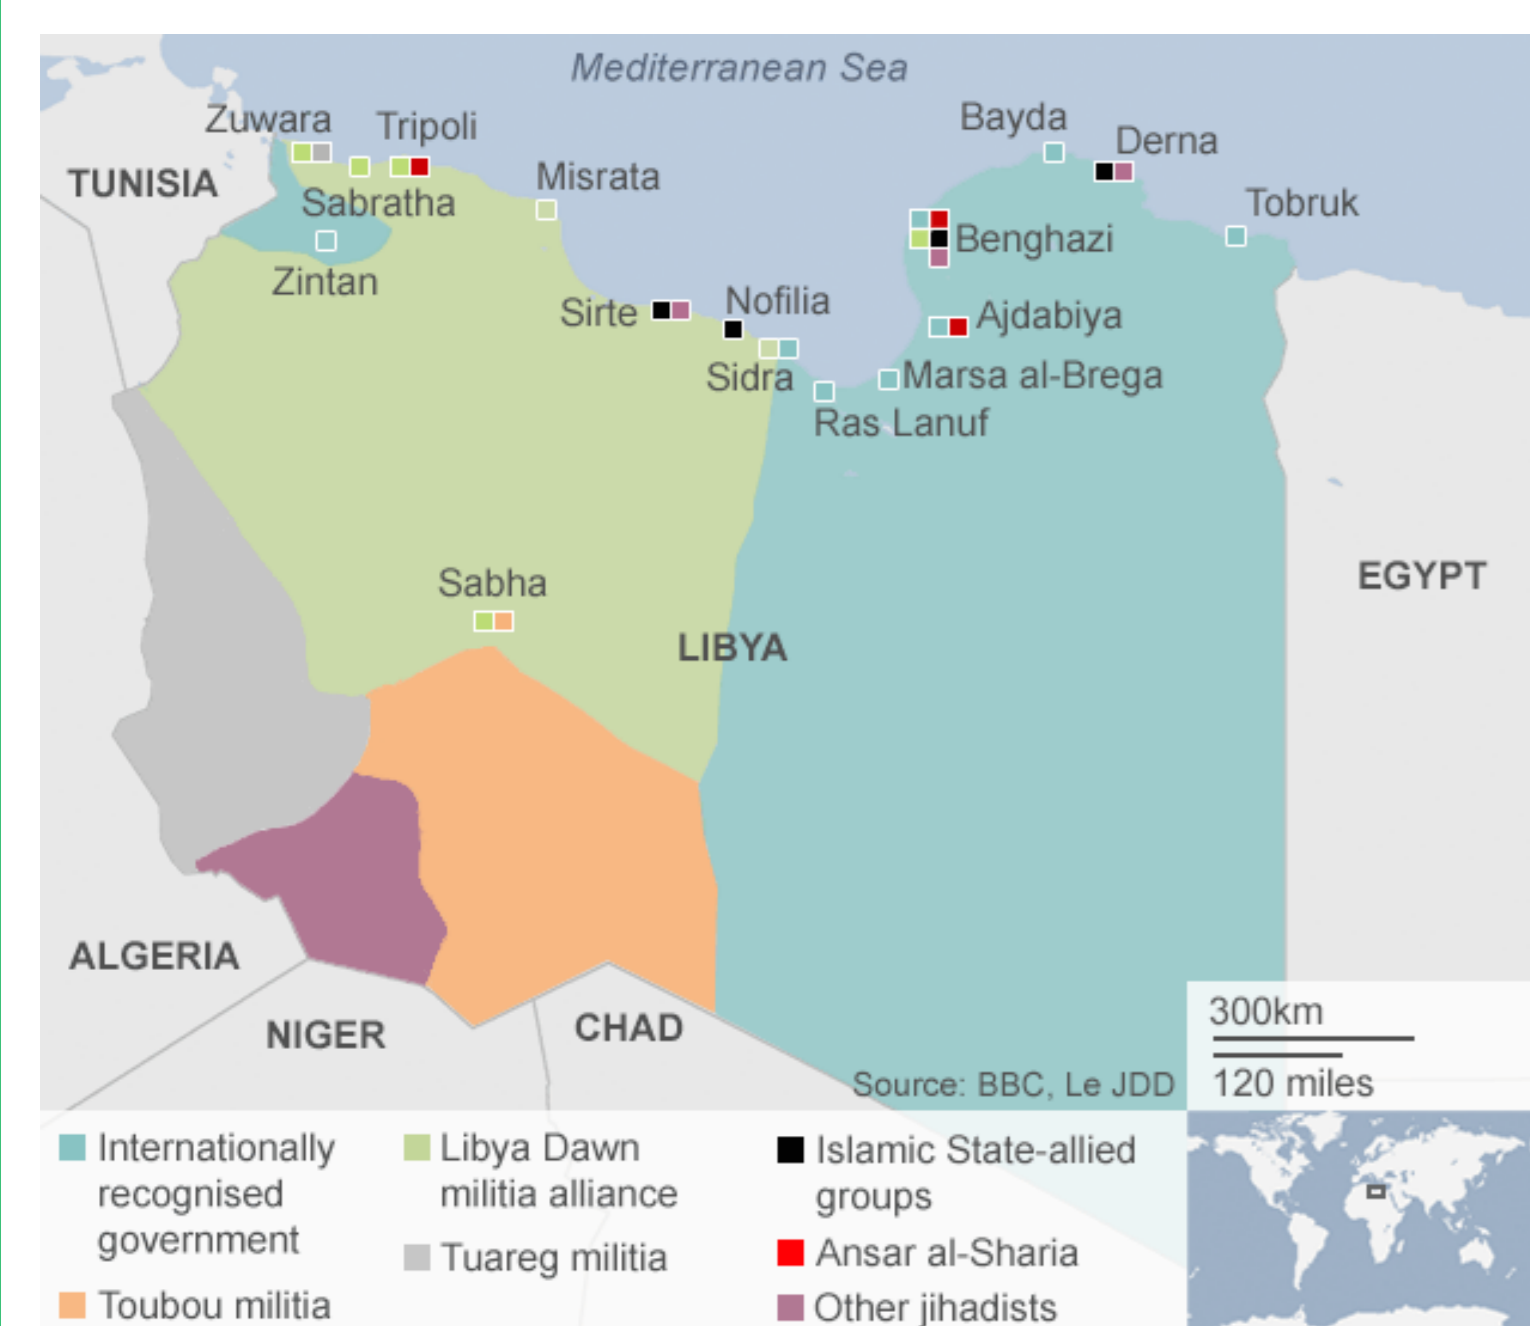 Mediterranean Sea
Zuwara
Tripoli
Bayda
Derna
TUNISIA
Misrata
Sabratha
Tobruk
Benghazi
Zintan
Sirte
Nofilia
Ajdabiya
Sidra
Marsa al-Brega
Ras Lanuf
Sabha
EGYPT
LIBYA
ALGERIA
NIGER
CHAD
300km
120 miles
Source: BBC, Le JDD
Internationally
recognised
government
Toubou militia
Libya Dawn
militia alliance
Tuareg militia
Islamic State-allied
groups
Ansar al-Sharia
Other jihadists